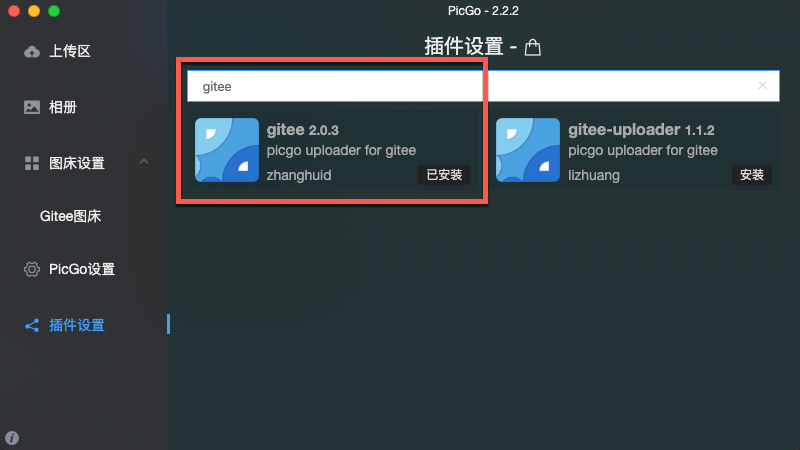 PicGo - 2.2.2
上传区
相册
图床设置
Gitee图床
PicGo设置
插件设置
插件设置 -
gitee
gitee 2.0.3
picgo uploader for gitee
zhanghuid
已安装
gitee-uploader 1.1.2
picgo uploader for gitee
lizhuang
安装